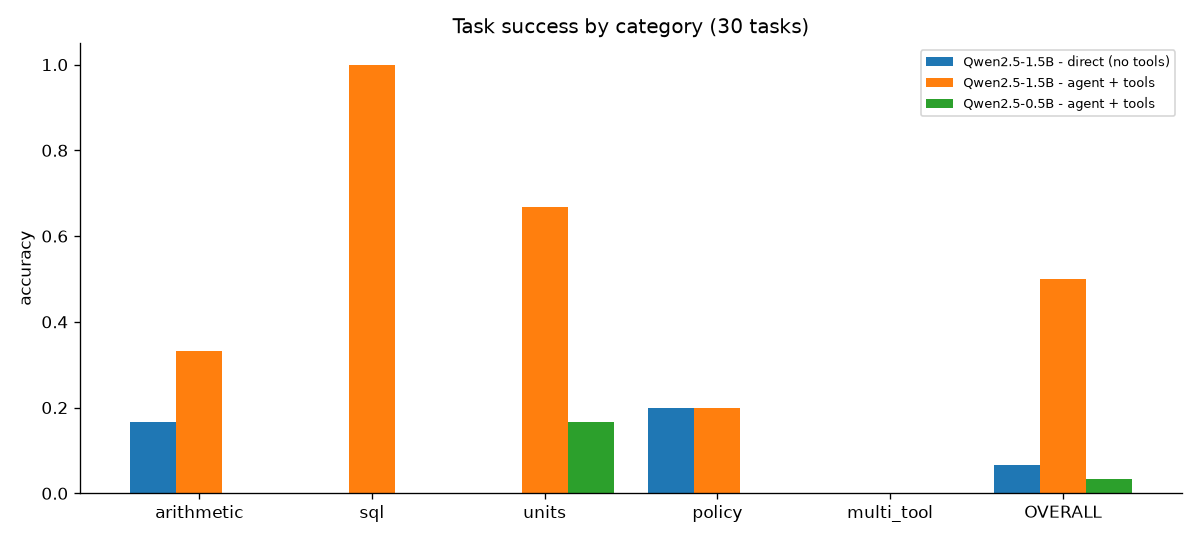 Task success by category (30 tasks)
Qwen2.5-1.5B - direct (no tools)
Qwen2.5-1.5B - agent + tools
Qwen2.5-0.5B - agent + tools
accuracy
1.0
0.8
0.6
0.4
0.2
0.0
arithmetic sql units policy multi_tool OVERALL